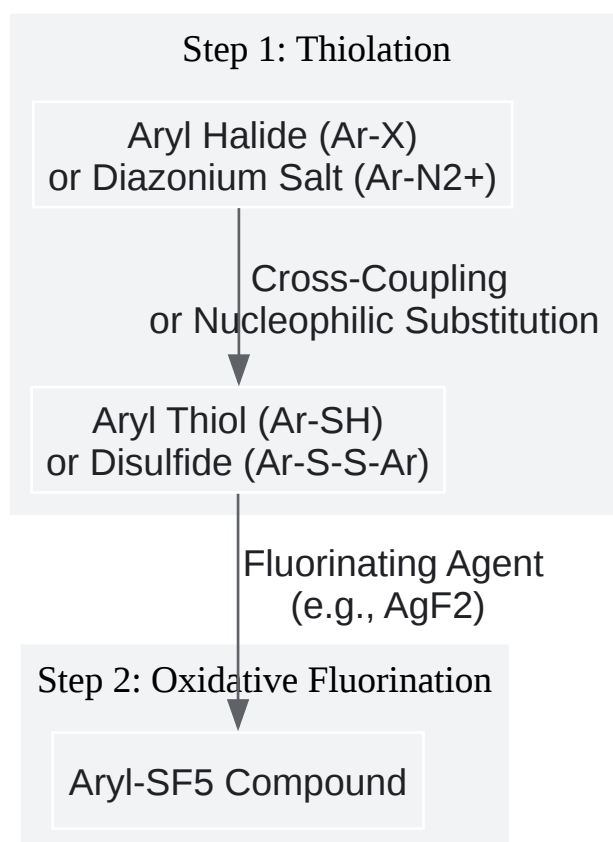 Step 1: Thiolation
Aryl Halide (Ar-X)
or Diazonium Salt (Ar-N2+)
Cross-Coupling
or Nucleophilic Substitution
Aryl Thiol (Ar-SH)
or Disulfide (Ar-S-S-Ar)
Fluorinating Agent
(e.g., AgF2)
Step 2: Oxidative Fluorination
Aryl-SF5 Compound